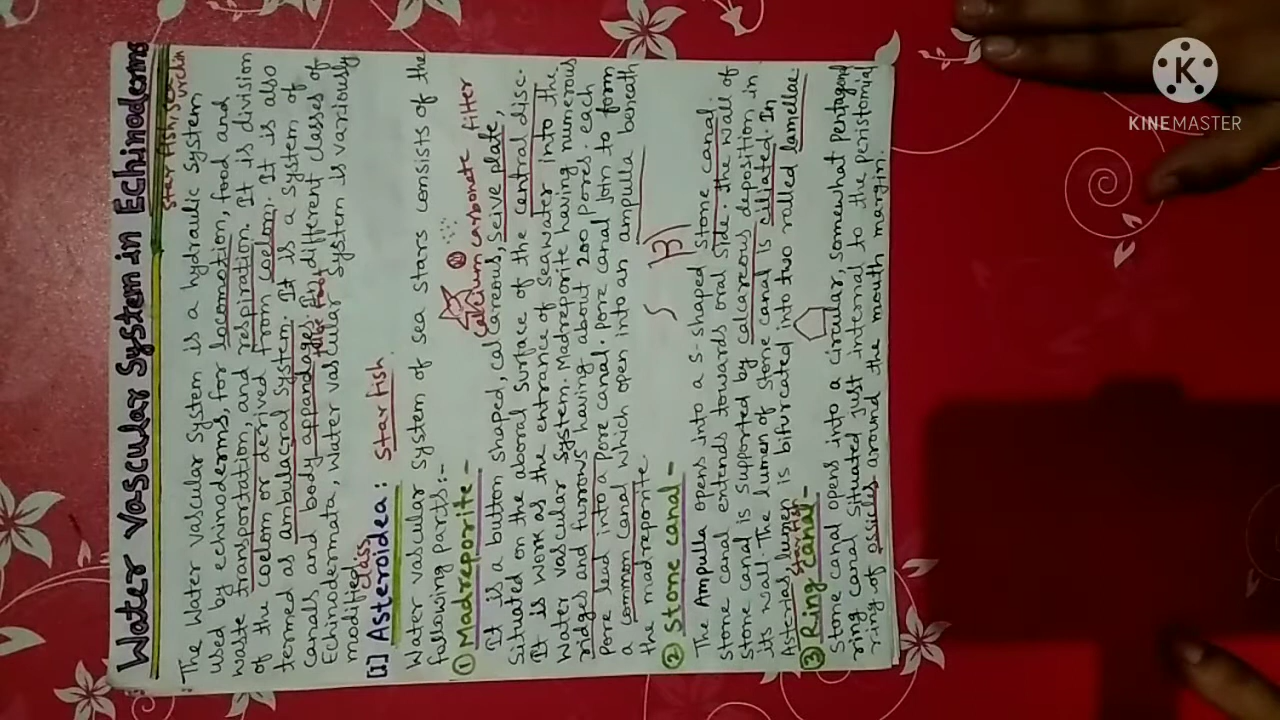 Water Vascular System in Echinoderms
Starfish, Sea
urchin
The Water Vascular System is a hydraulic System
used by echinoderms, for locomotion, food and
waste transportation, and respiration. It is division
of the coelom or derived from coelom. It is also
termed as ambulacral System. It is a System of
Canals and body appandages. In different classes of
tube foot
Echinodermata, Water vascular System is variously
modified
class
[I] Asteroidea : Starfish
Water vascular System of sea stars consists of the
following parts:-
① Madreporite -
Calcium carbonate filter
It is a button shaped, calcareous, Seive plate,
Situated on the aboral Surface of the central disc.
It is work as the entrance of Seawater into the
Water vascular System. Madreporite having numerous
ridges and furrows having about 200 pores. each
Pore lead into a pore canal. pore canal join to form
a common canal which open into an ampulla beneath
the madreporite
② Stone canal -
The Ampulla opens into a S-shaped Stone canal.
Stone canal entends towards oral Side. The wall of
Stone canal is Supported by calcareous deposition in
its wall. The lumen of Stone canal is ciliated. In
Asterias lumen is bifurcated into two rolled lamellae.
Starfish
③ Ring canal -
Stone canal opens into a circular, somewhat pentagonal
ring canal situated just internal to the peristomial
ring of ossicles around the mouth margin.
KINEMASTER